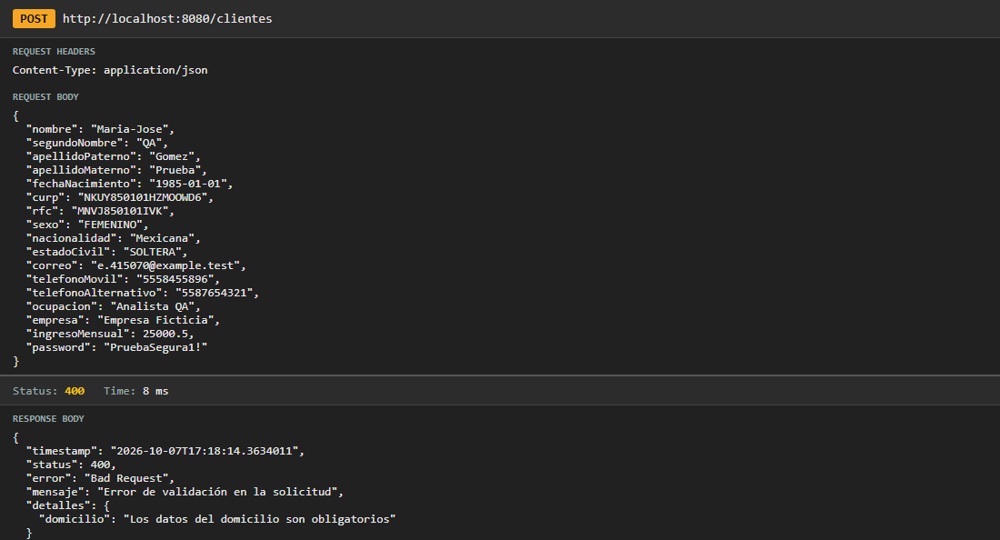 POST http://localhost:8080/clientes
REQUEST HEADERS
Content-Type: application/json
REQUEST BODY
{
  "nombre": "Maria-Jose",
  "segundoNombre": "QA",
  "apellidoPaterno": "Gomez",
  "apellidoMaterno": "Prueba",
  "fechaNacimiento": "1985-01-01",
  "curp": "NKUY850101HZMOOWD6",
  "rfc": "MNVJ850101IVK",
  "sexo": "FEMENINO",
  "nacionalidad": "Mexicana",
  "estadoCivil": "SOLTERA",
  "correo": "e.415070@example.test",
  "telefonoMovil": "5558455896",
  "telefonoAlternativo": "5587654321",
  "ocupacion": "Analista QA",
  "empresa": "Empresa Ficticia",
  "ingresoMensual": 25000.5,
  "password": "PruebaSegura1!"
}
Status: 400 Time: 8 ms
RESPONSE BODY
{
  "timestamp": "2026-10-07T17:18:14.3634011",
  "status": 400,
  "error": "Bad Request",
  "mensaje": "Error de validación en la solicitud",
  "detalles": {
    "domicilio": "Los datos del domicilio son obligatorios"
  }